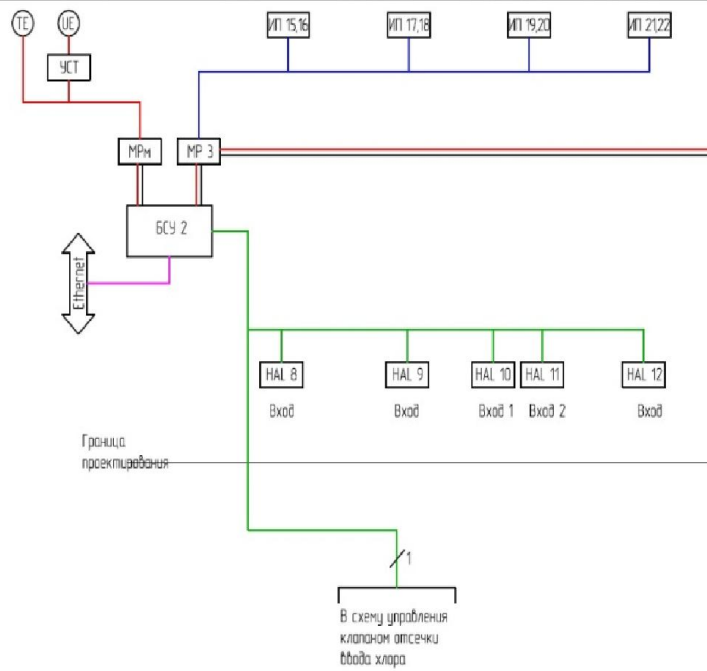 TE
UE
ИП 15,16
ИП 17,18
ИП 19,20
ИП 21,22
УСТ
МРм
МР 3
БСУ 2
Ethernet
HAL 8
HAL 9
HAL 10
HAL 11
HAL 12
Вход
Вход
Вход 1
Вход 2
Вход
Граница
проектирования
1
В схему управления
клапаном отсечки
ввода хлора